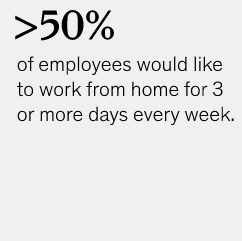 >50%
of employees would like
to work from home for 3
or more days every week.